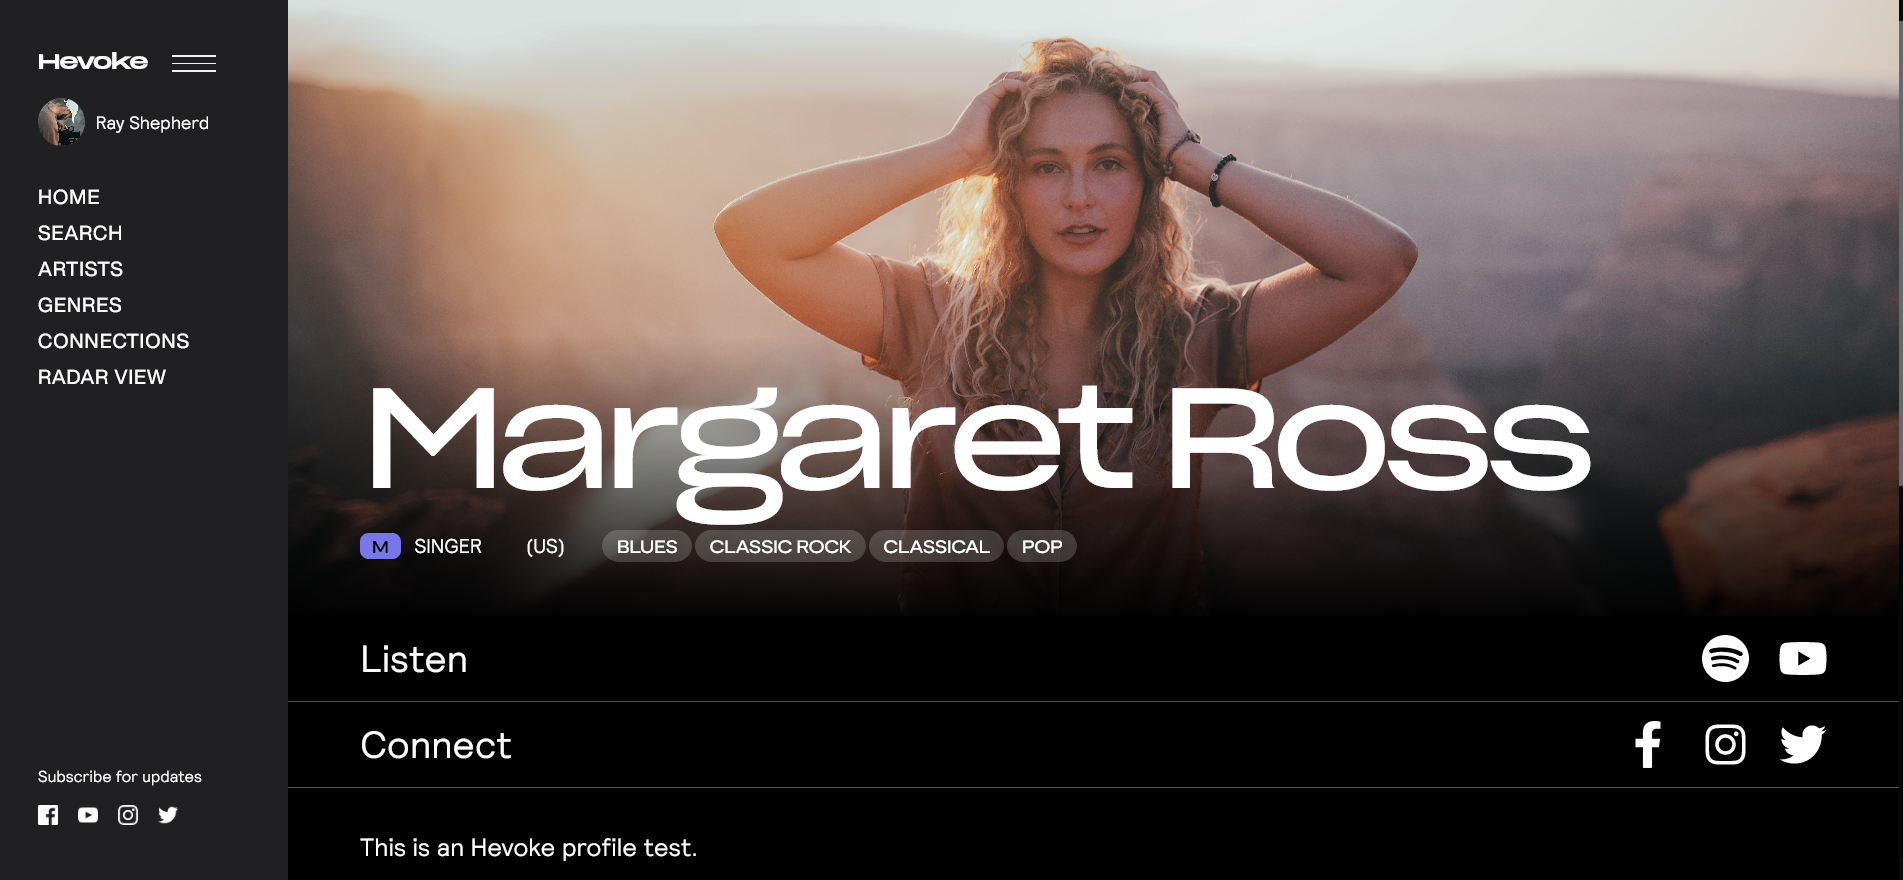 Hevoke
Ray Shepherd
HOME
SEARCH
ARTISTS
GENRES
CONNECTIONS
RADAR VIEW
Subscribe for updates
Margaret Ross
M SINGER (US) BLUES CLASSIC ROCK CLASSICAL POP
Listen
Connect
This is an Hevoke profile test.